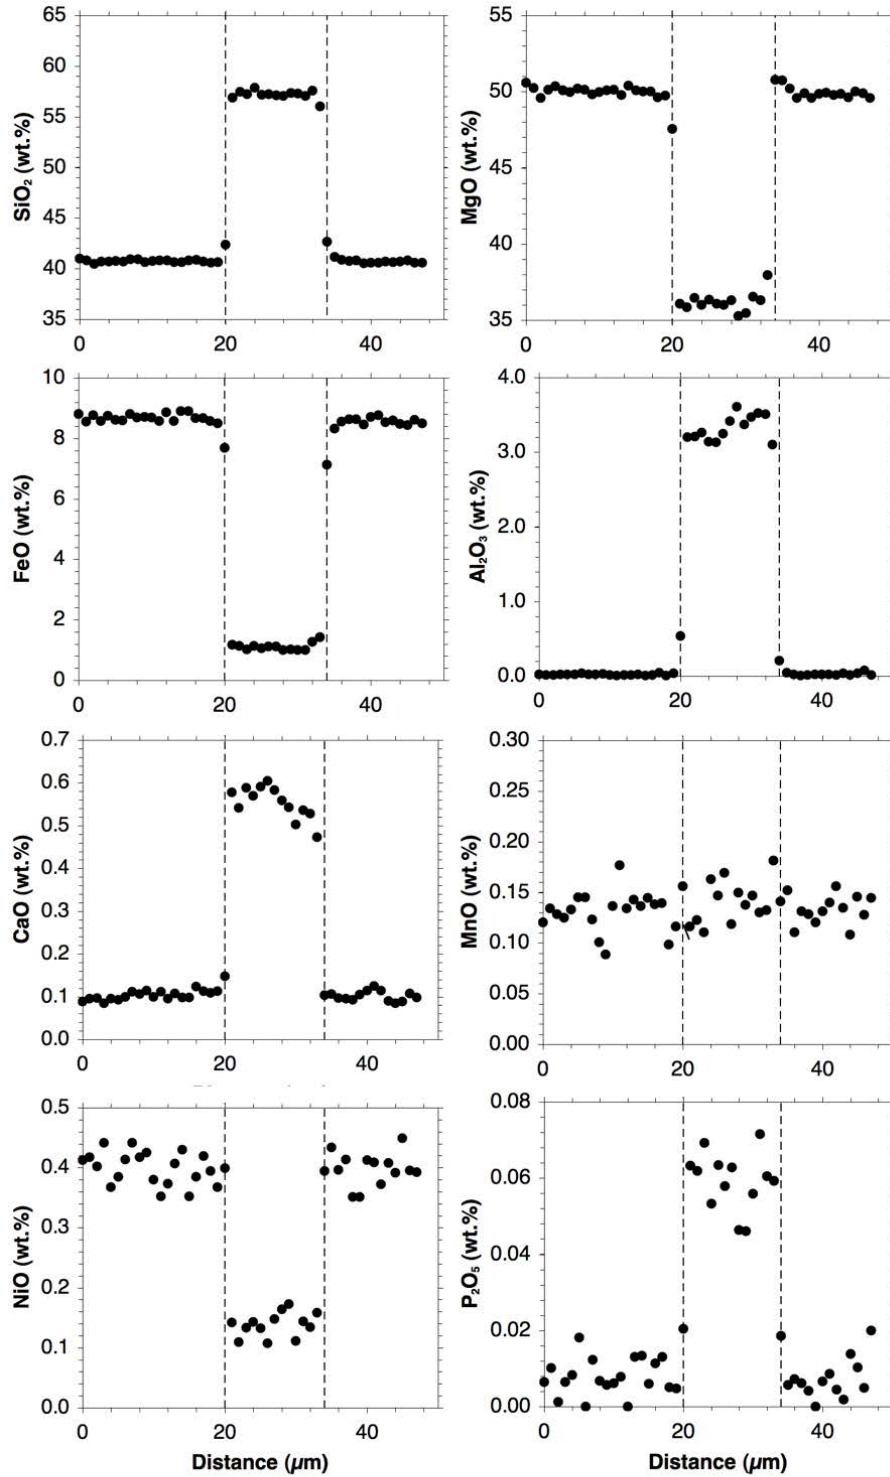 65
60
55
50
45
40
35
SiO₂ (wt.%)
0 20 40
55
50
45
40
35
MgO (wt.%)
0 20 40
10
8
6
4
2
0
FeO (wt.%)
0 20 40
4.0
3.0
2.0
1.0
0.0
Al₂O₃ (wt.%)
0 20 40
0.7
0.6
0.5
0.4
0.3
0.2
0.1
0.0
CaO (wt.%)
0 20 40
0.30
0.25
0.20
0.15
0.10
0.05
0.00
MnO (wt.%)
0 20 40
0.5
0.4
0.3
0.2
0.1
0.0
NiO (wt.%)
0 20 40
Distance (µm)
0.08
0.06
0.04
0.02
0.00
P₂O₅ (wt.%)
0 20 40
Distance (µm)